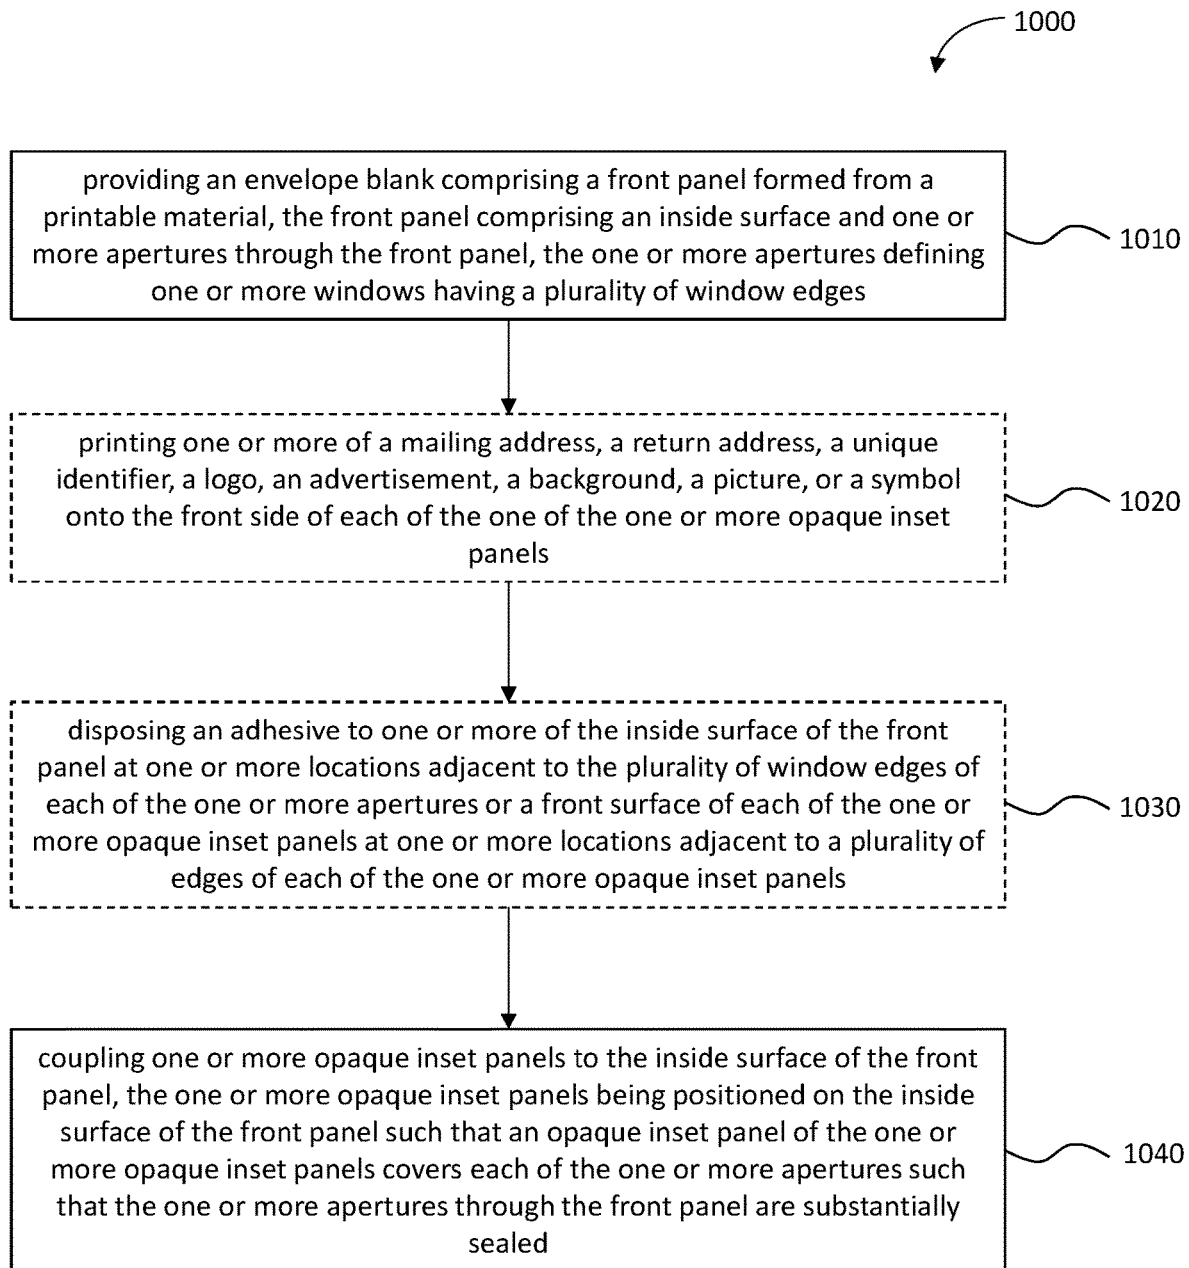 1000
providing an envelope blank comprising a front panel formed from a
printable material, the front panel comprising an inside surface and one or
more apertures through the front panel, the one or more apertures defining
one or more windows having a plurality of window edges
1010
printing one or more of a mailing address, a return address, a unique
identifier, a logo, an advertisement, a background, a picture, or a symbol
onto the front side of each of the one of the one or more opaque inset
panels
1020
disposing an adhesive to one or more of the inside surface of the front
panel at one or more locations adjacent to the plurality of window edges of
each of the one or more apertures or a front surface of each of the one or
more opaque inset panels at one or more locations adjacent to a plurality of
edges of each of the one or more opaque inset panels
1030
coupling one or more opaque inset panels to the inside surface of the front
panel, the one or more opaque inset panels being positioned on the inside
surface of the front panel such that an opaque inset panel of the one or
more opaque inset panels covers each of the one or more apertures such
that the one or more apertures through the front panel are substantially
sealed
1040